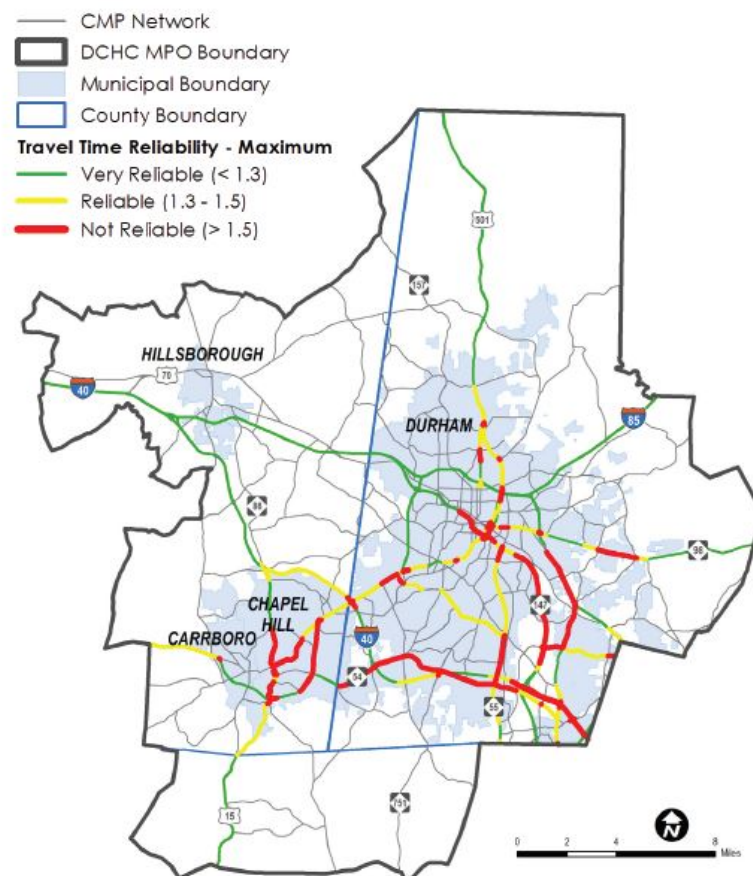 CMP Network
DCHC MPO Boundary
Municipal Boundary
County Boundary
Travel Time Reliability - Maximum
Very Reliable (< 1.3)
Reliable (1.3 - 1.5)
Not Reliable (> 1.5)
501
157
HILLSBOROUGH
70
40
DURHAM
85
86
98
CHAPEL
HILL
147
CARRBORO
40
54
55
15
751
N
0 2 4 8
Miles